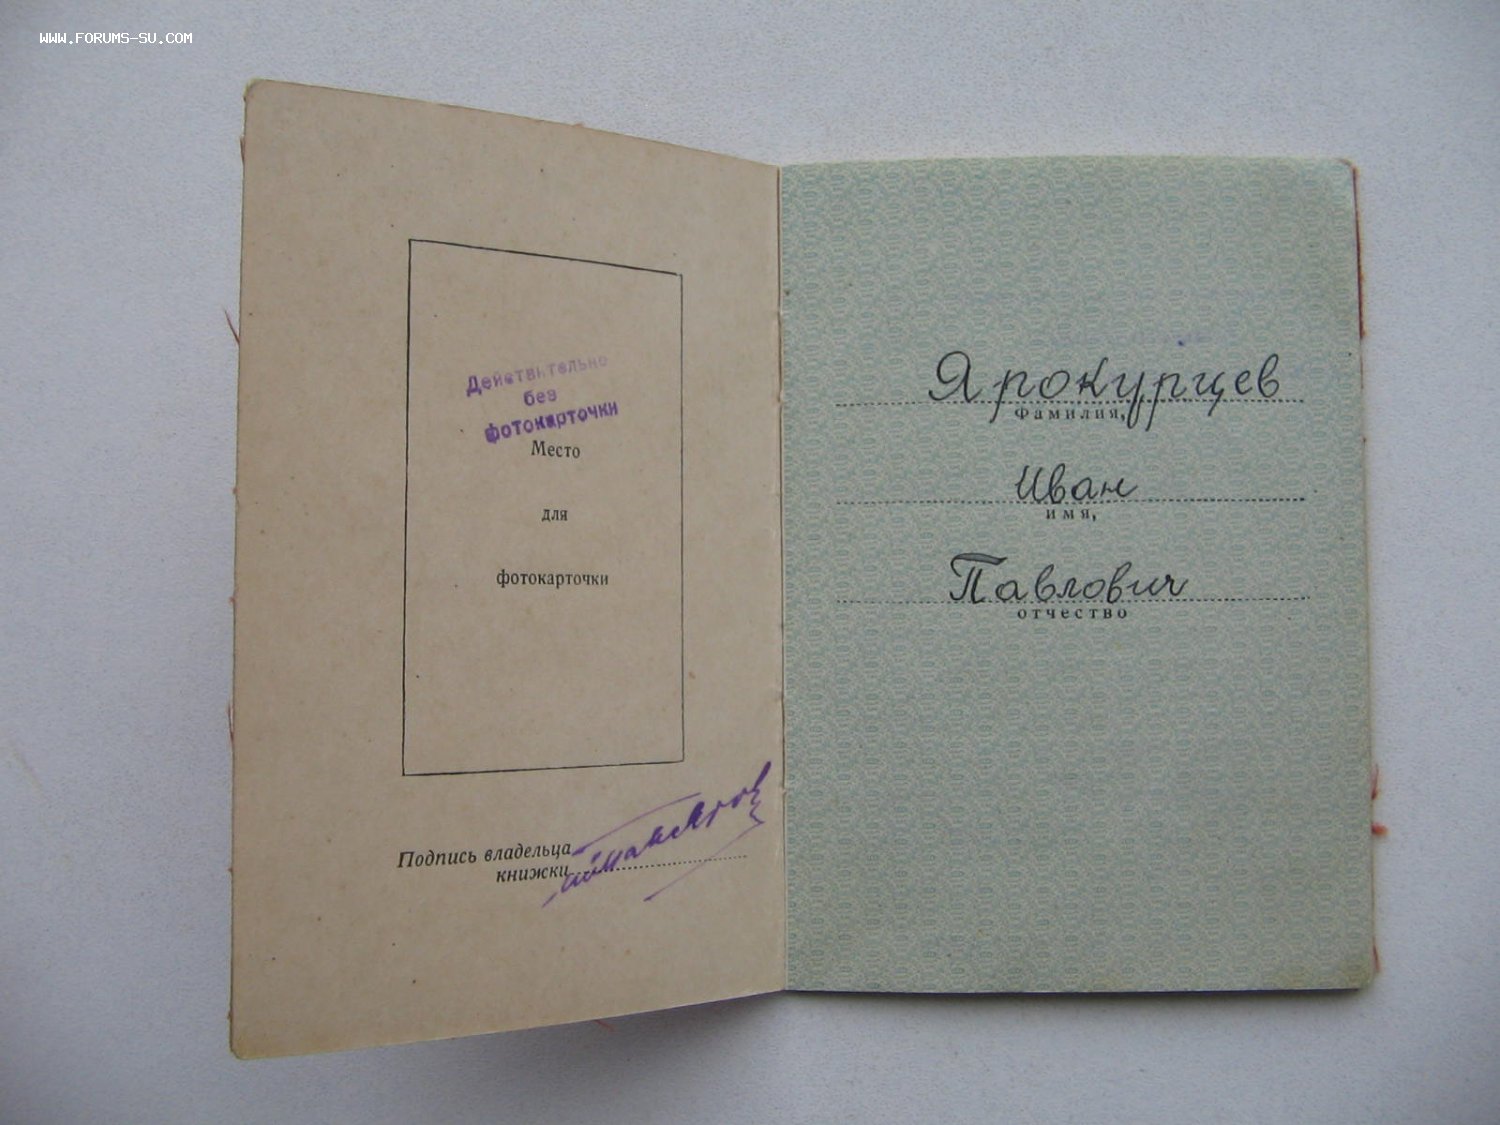 WWW.FORUMS-SU.COM
Действительно
без
фотокарточки
Место
для
фотокарточки
Подпись владельца
книжки
Ярокурцев
Фамилия,
Иван
имя,
Павлович
отчество